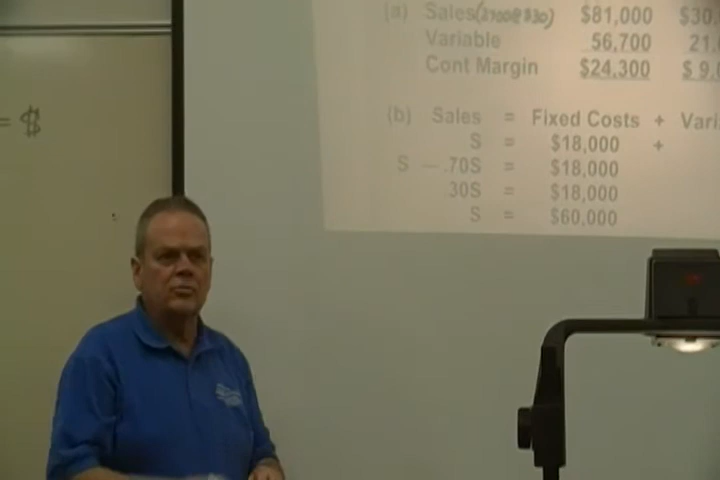 = $
(a) Sales(2700@$30) $81,000 $30
Variable 56,700 21
Cont Margin $24,300 $ 9
(b) Sales = Fixed Costs + Vari
S = $18,000 +
S — .70S = $18,000
30S = $18,000
S = $60,000